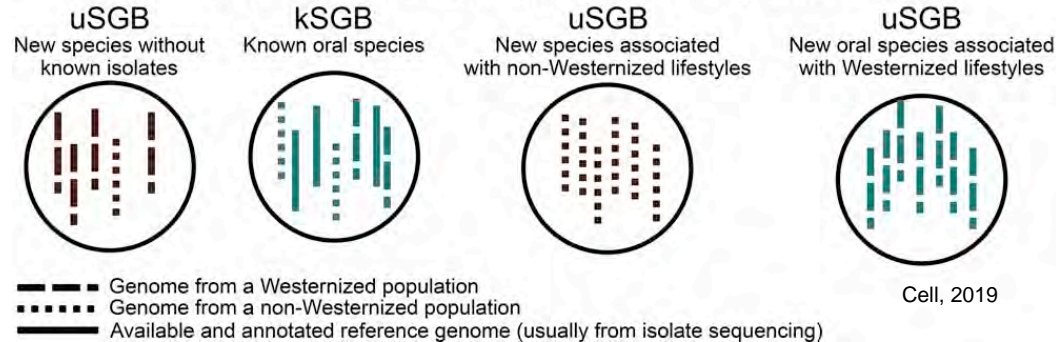 uSGB
New species without
known isolates
kSGB
Known oral species
uSGB
New species associated
with non-Westernized lifestyles
uSGB
New oral species associated
with Westernized lifestyles
Genome from a Westernized population
Genome from a non-Westernized population
Available and annotated reference genome (usually from isolate sequencing)
Cell, 2019